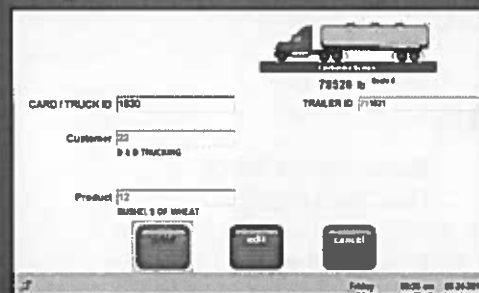 78520 lb
CARD / TRUCK ID 1830
TRAILER ID
Customer 22
B & B TRUCKING
Product 12
BUSHELS OF WHEAT
edit
cancel
Friday